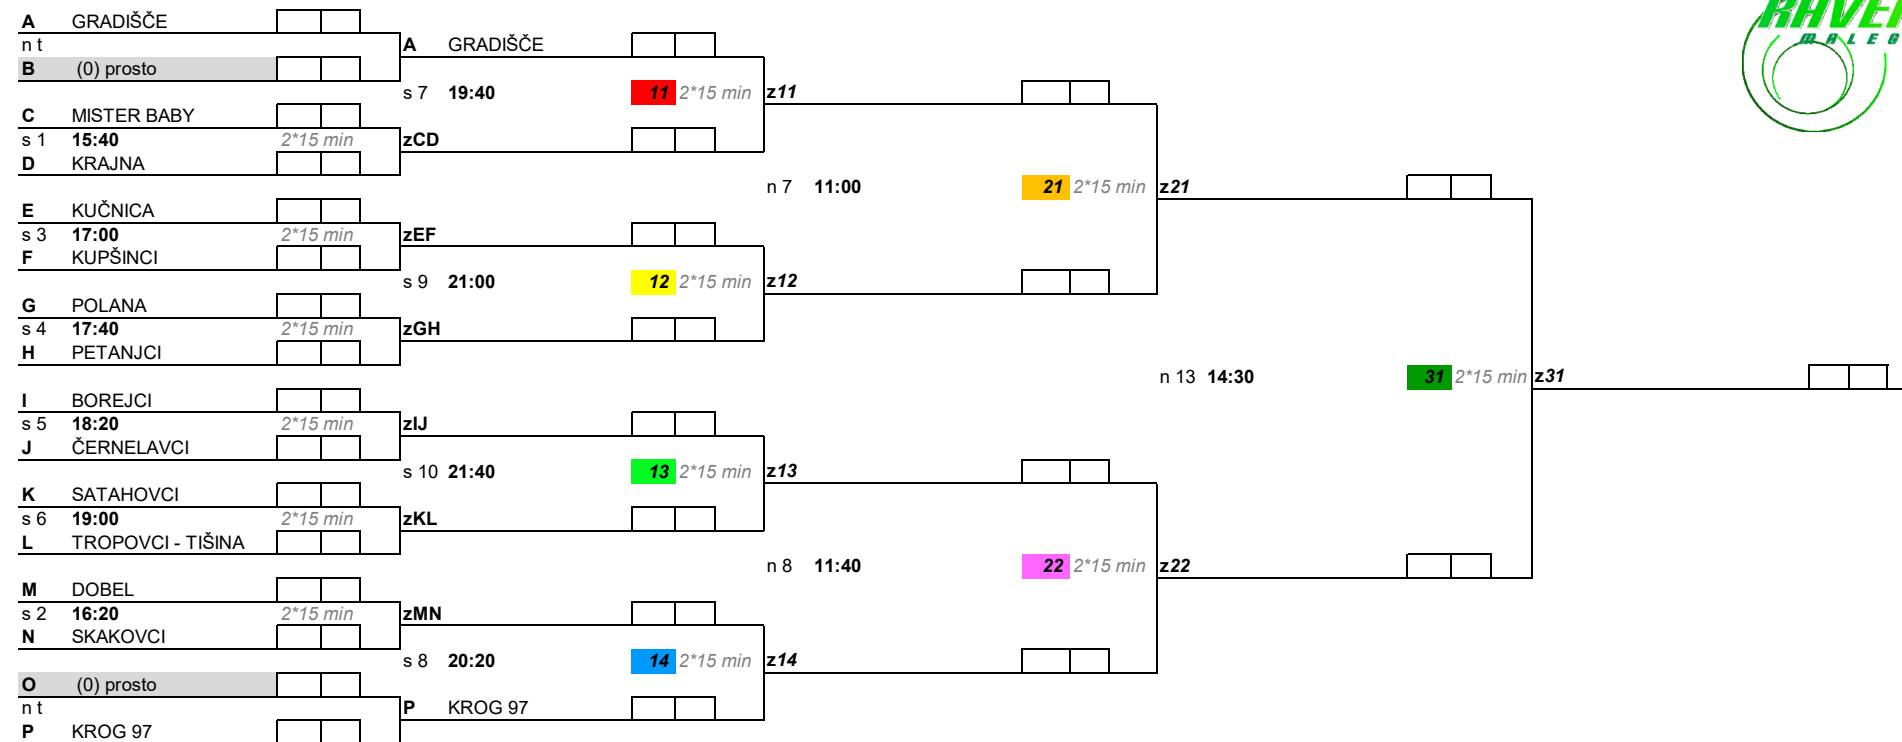 A GRADIŠČE
n t
B (0) prosto
C MISTER BABY
s 1 15:40 2*15 min
D KRAJNA
E KUČNICA
s 3 17:00 2*15 min
F KUPŠINCI
G POLANA
s 4 17:40 2*15 min
H PETANJCI
I BOREJCI
s 5 18:20 2*15 min
J ČERNELAVCI
K SATAHOVCI
s 6 19:00 2*15 min
L TROPOVCI - TIŠINA
M DOBEL
s 2 16:20 2*15 min
N SKAKOVCI
O (0) prosto
n t
P KROG 97
A GRADIŠČE
s 7 19:40 11 2*15 min
zCD
zEF
s 9 21:00 12 2*15 min
zGH
zIJ
s 10 21:40 13 2*15 min
zKL
zMN
s 8 20:20 14 2*15 min
P KROG 97
z11
n 7 11:00 21 2*15 min
z12
z13
n 8 11:40 22 2*15 min
z14
z21
n 13 14:30 31 2*15 min
z22
z31